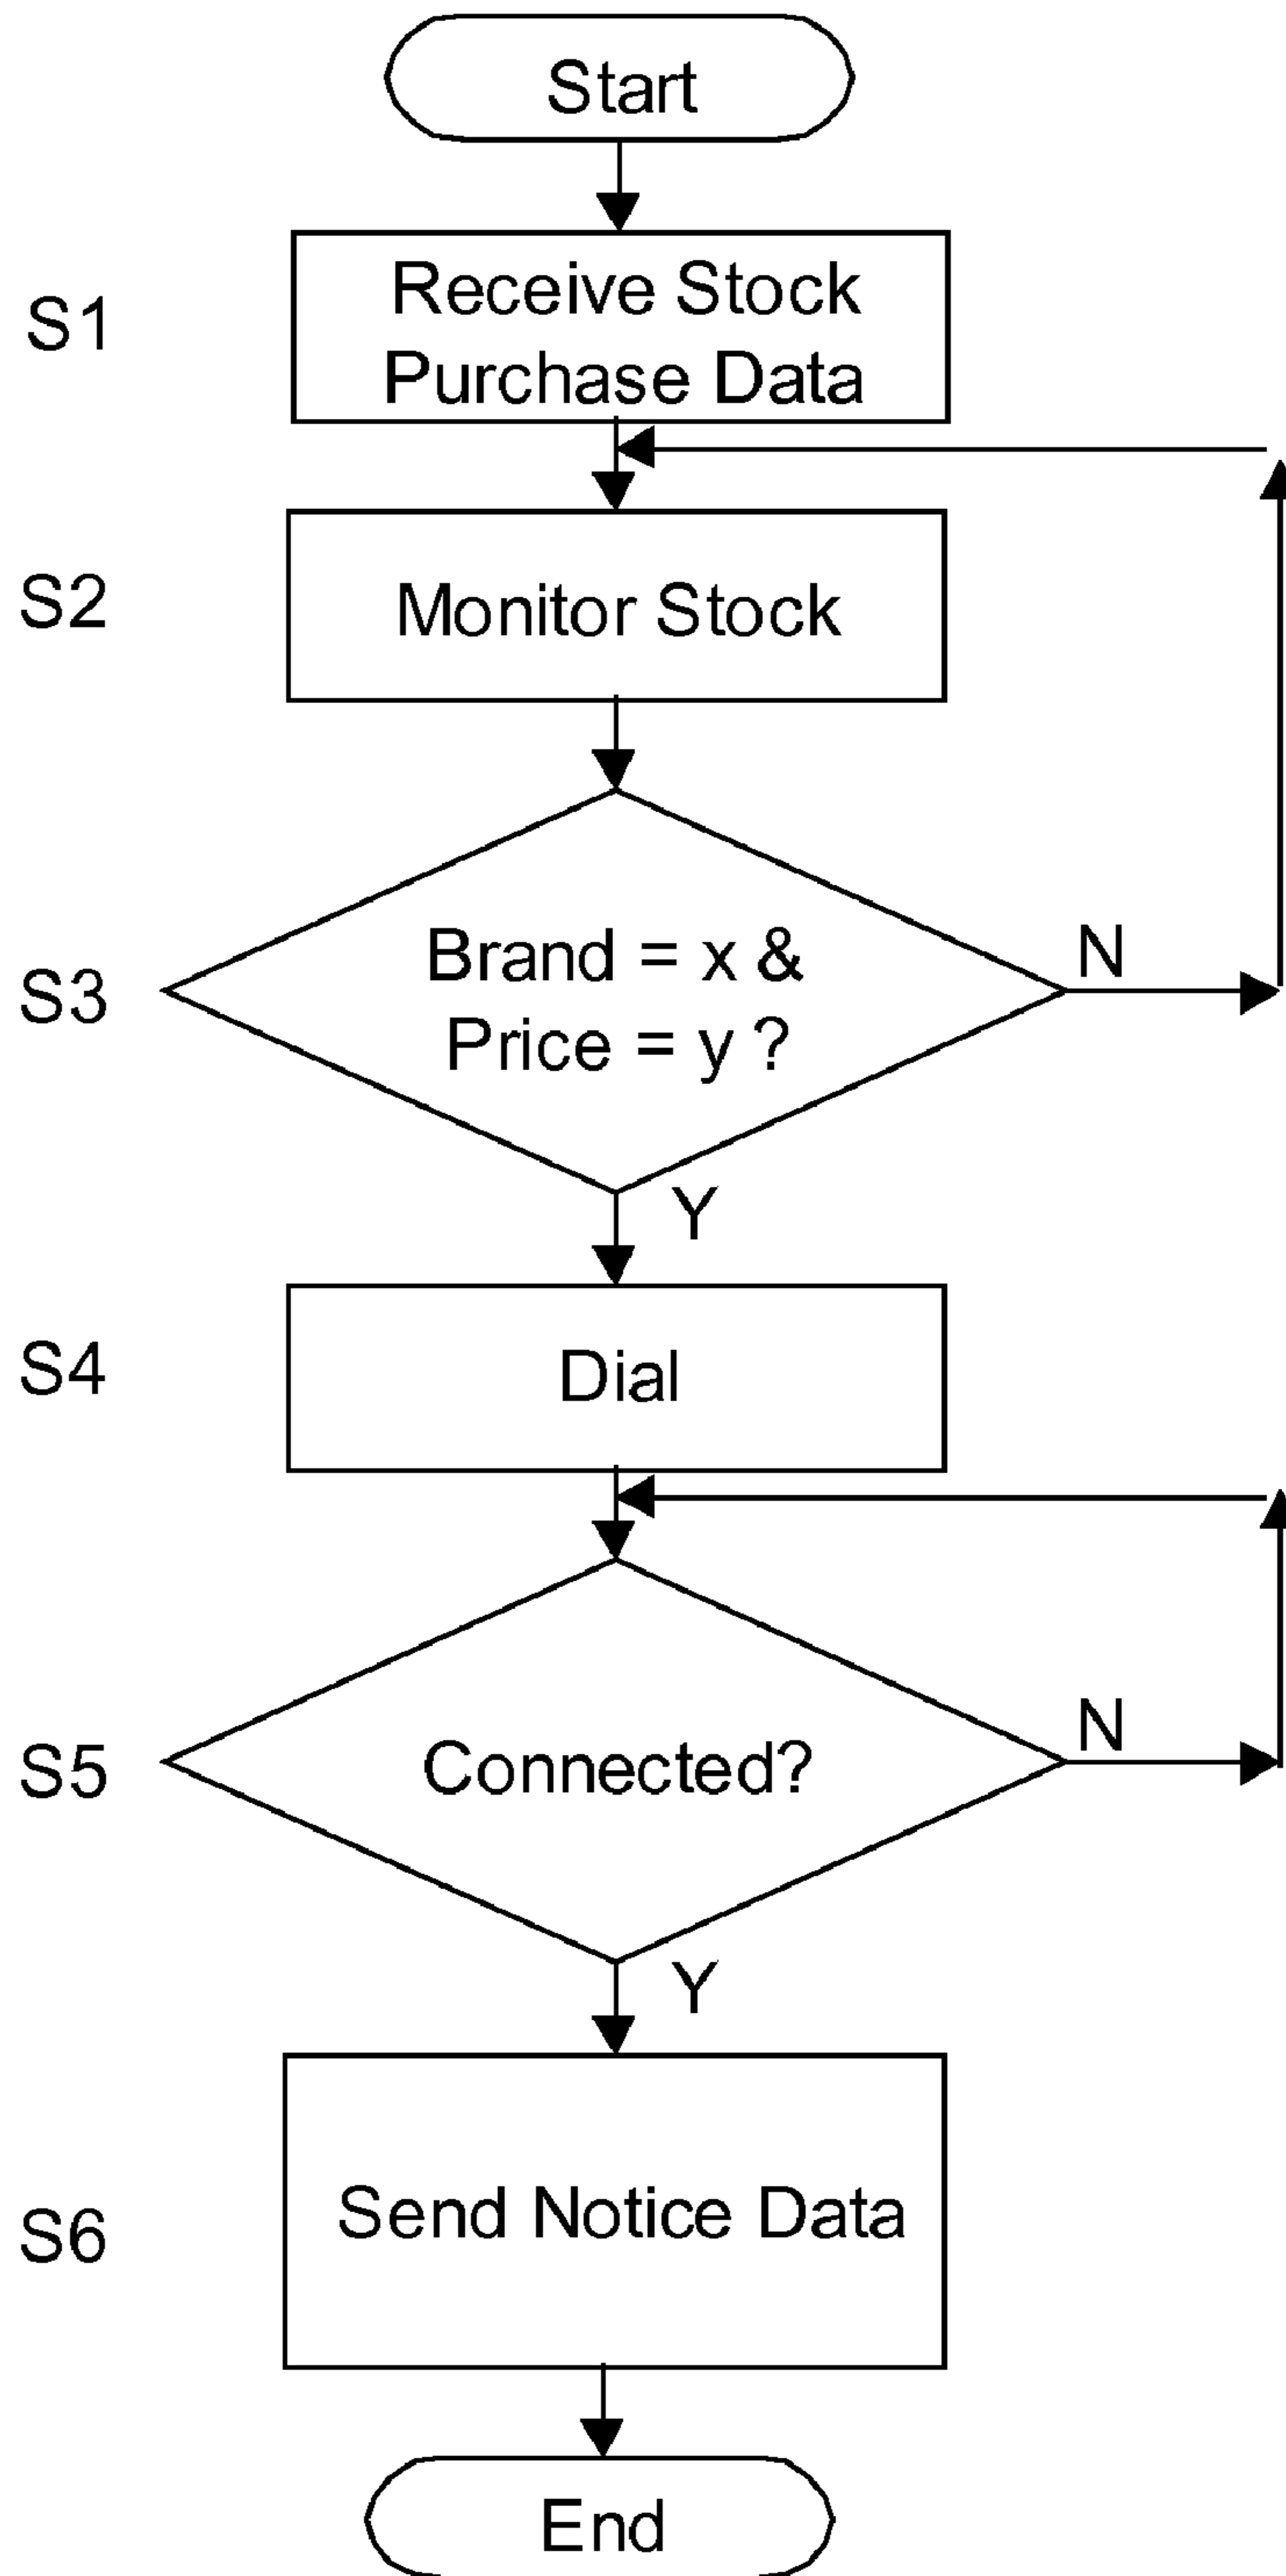 Start
S1
Receive Stock
Purchase Data
S2
Monitor Stock
S3
Brand = x &
Price = y ?
N
Y
S4
Dial
S5
Connected?
N
Y
S6
Send Notice Data
End